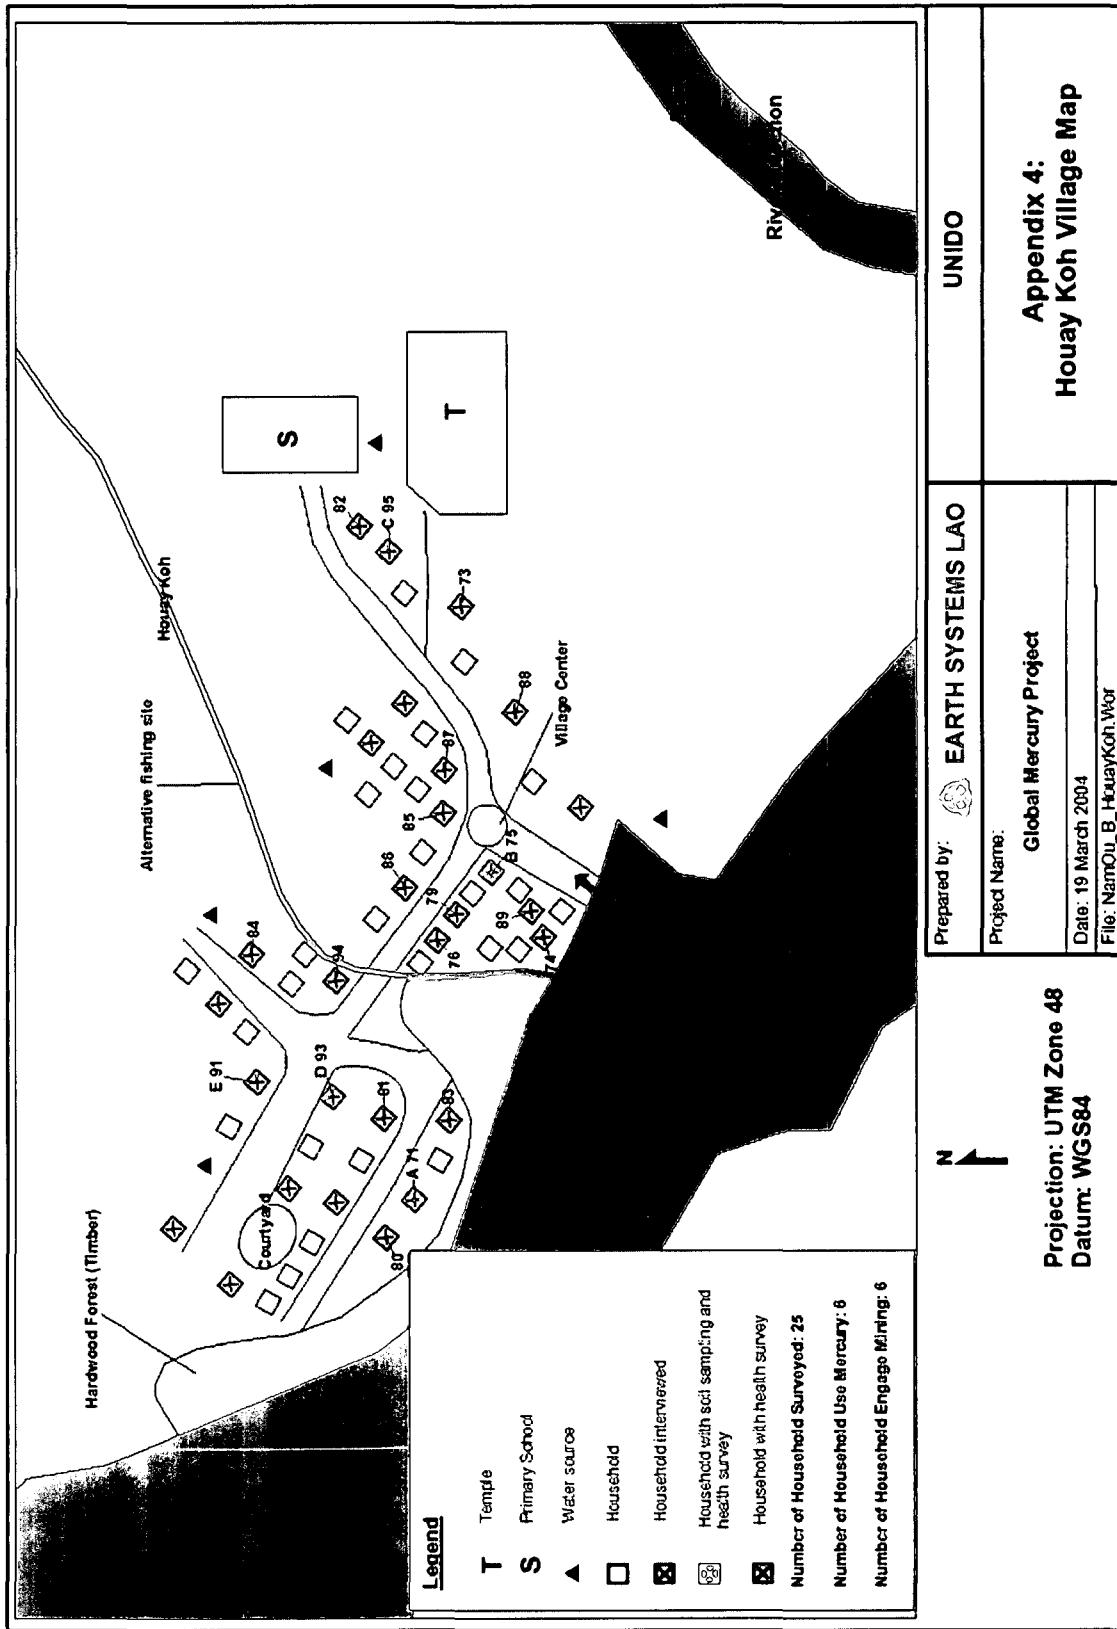 Hardwood Forest (Timber)
Alternative fishing site
Houay Koh
Courtyard
E 91
D 93
84
94
81
83
A 71
80
86
85
87
79
76
B 75
89
74
88
73
82
C 95
S
T
Village Center
Legend
T Temple
S Primary School
Water source
Household
Household interviewed
Household with soil sampling and
health survey
Household with health survey
Number of Household Surveyed: 25
Number of Household Use Mercury: 6
Number of Household Engage Mining: 6
N
Projection: UTM Zone 48
Datum: WGS84
Prepared by: EARTH SYSTEMS LAO
UNIDO
Project Name:
Global Mercury Project
Date: 19 March 2004
File: NamOu_B_HouayKoh.Wor
Appendix 4:
Houay Koh Village Map